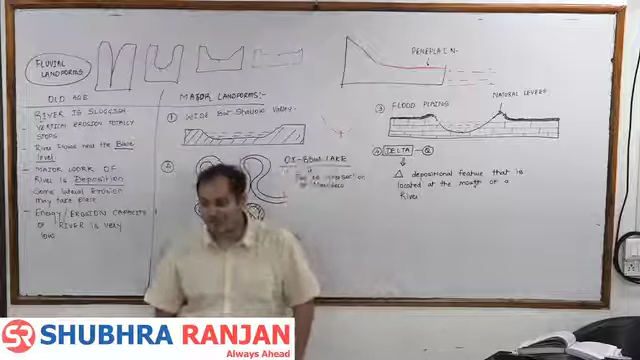 FLUVIAL
LANDFORMS
OLD AGE
RIVER IS SLUGGISH
VERTICAL EROSION TOTALLY
STOPS
River flows near the Base
level
MAJOR WORK OF
RIVER IS Deposition
Some lateral Erosion
may take place
Energy/EROSION CAPACITY
OF RIVER IS very
low
MAJOR LANDFORMS:-
① WIDE BUT Shallow Valley
②
OX-BOW LAKE
of Meanders
PENEPLAIN
③ FLOOD PLAINS
NATURAL LEVEES
④ DELTA
△ depositional feature that is
located at the mouth of a
River
SR SHUBHRA RANJAN
Always Ahead